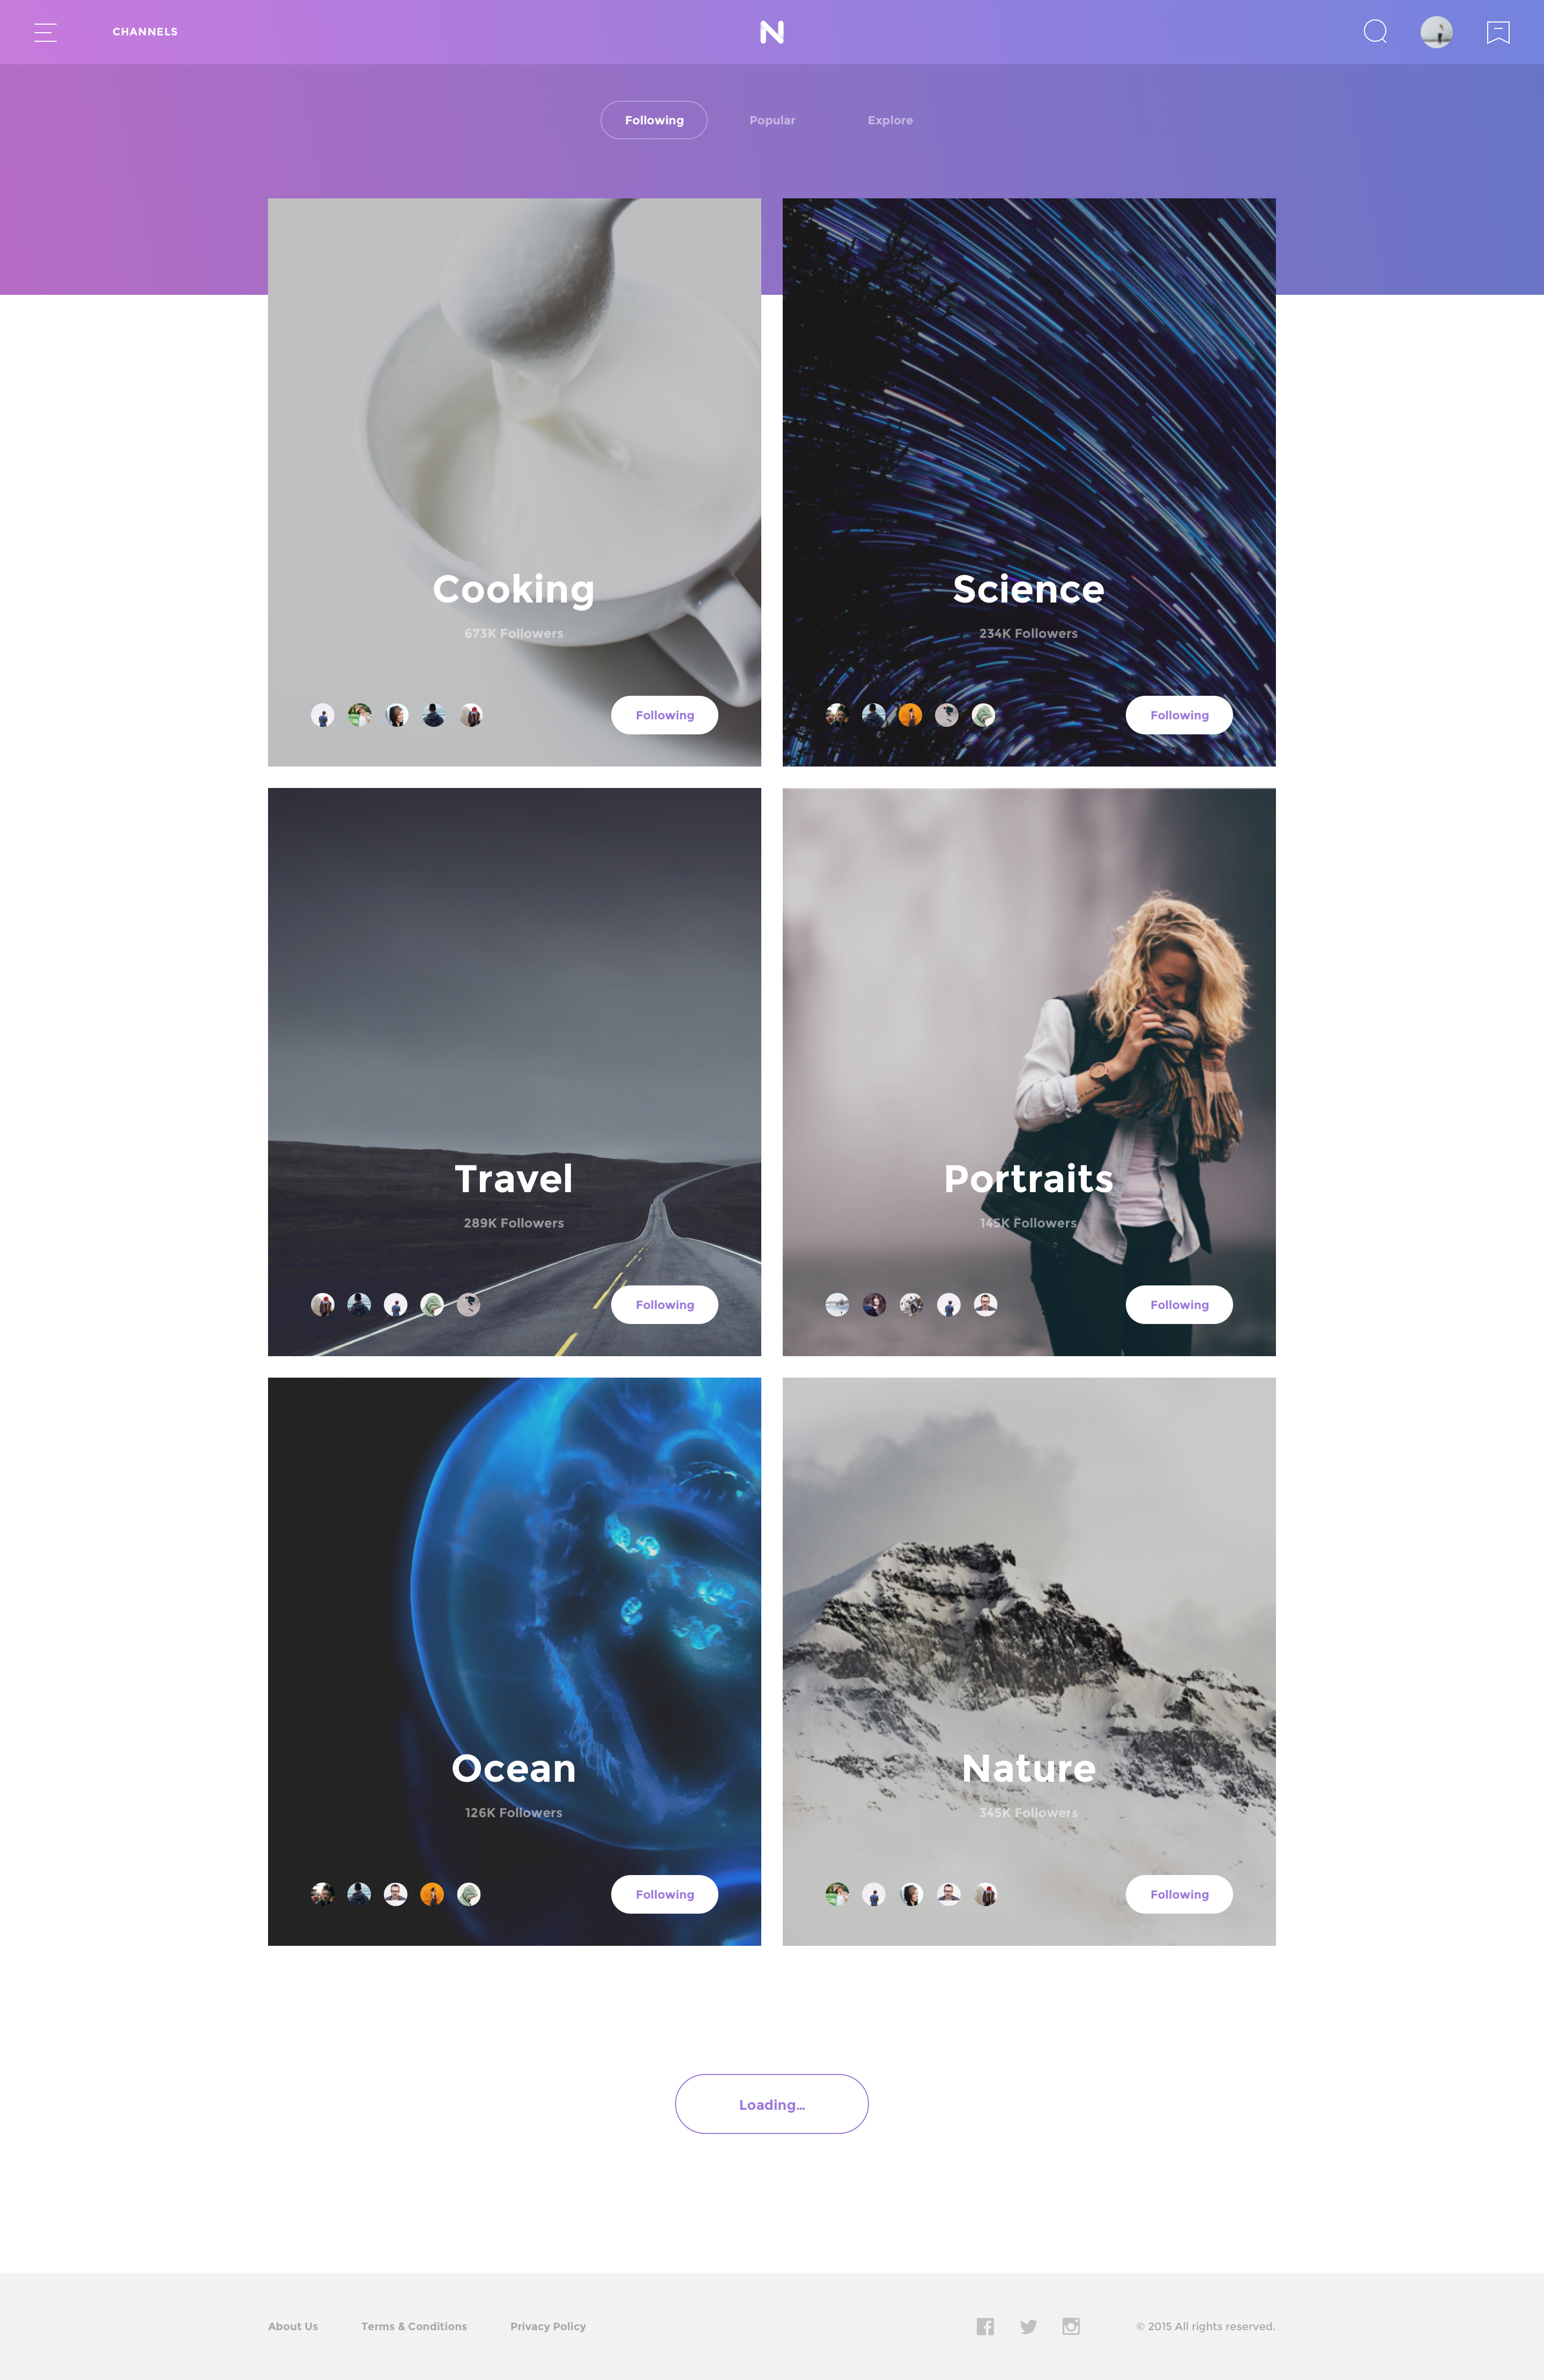 CHANNELS
N
Following Popular Explore
Cooking
673K Followers
Following
Science
234K Followers
Following
Travel
289K Followers
Following
Portraits
145K Followers
Following
Ocean
126K Followers
Following
Nature
345K Followers
Following
Loading...
About Us Terms & Conditions Privacy Policy © 2015 All rights reserved.